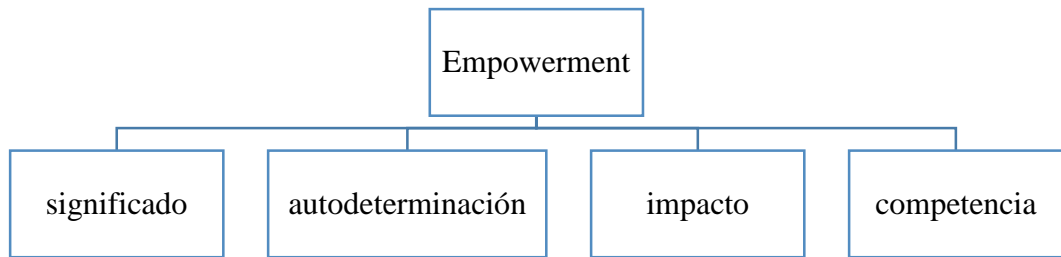 Empowerment
significado
autodeterminación
impacto
competencia